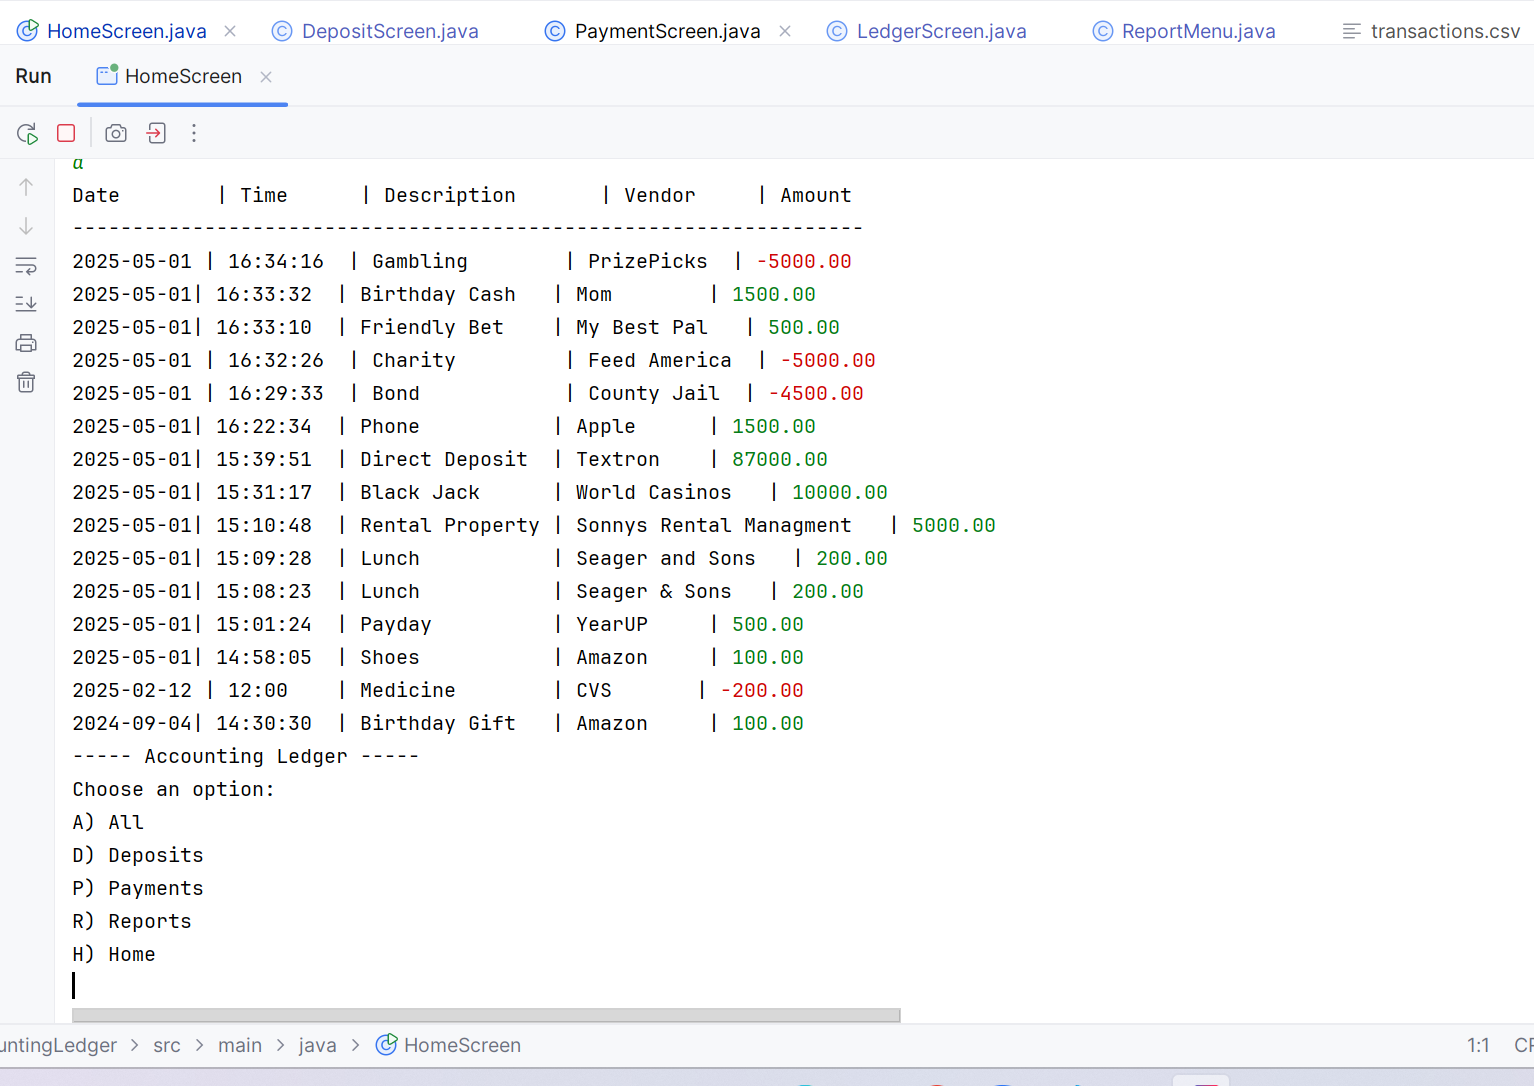 HomeScreen.java DepositScreen.java PaymentScreen.java LedgerScreen.java ReportMenu.java transactions.csv
Run HomeScreen
a
Date | Time | Description | Vendor | Amount
------------------------------------------------------------------
2025-05-01 | 16:34:16 | Gambling | PrizePicks | -5000.00
2025-05-01| 16:33:32 | Birthday Cash | Mom | 1500.00
2025-05-01| 16:33:10 | Friendly Bet | My Best Pal | 500.00
2025-05-01 | 16:32:26 | Charity | Feed America | -5000.00
2025-05-01 | 16:29:33 | Bond | County Jail | -4500.00
2025-05-01| 16:22:34 | Phone | Apple | 1500.00
2025-05-01| 15:39:51 | Direct Deposit | Textron | 87000.00
2025-05-01| 15:31:17 | Black Jack | World Casinos | 10000.00
2025-05-01| 15:10:48 | Rental Property | Sonnys Rental Managment | 5000.00
2025-05-01| 15:09:28 | Lunch | Seager and Sons | 200.00
2025-05-01| 15:08:23 | Lunch | Seager & Sons | 200.00
2025-05-01| 15:01:24 | Payday | YearUP | 500.00
2025-05-01| 14:58:05 | Shoes | Amazon | 100.00
2025-02-12 | 12:00 | Medicine | CVS | -200.00
2024-09-04| 14:30:30 | Birthday Gift | Amazon | 100.00
----- Accounting Ledger -----
Choose an option:
A) All
D) Deposits
P) Payments
R) Reports
H) Home
untingLedger > src > main > java > HomeScreen 1:1